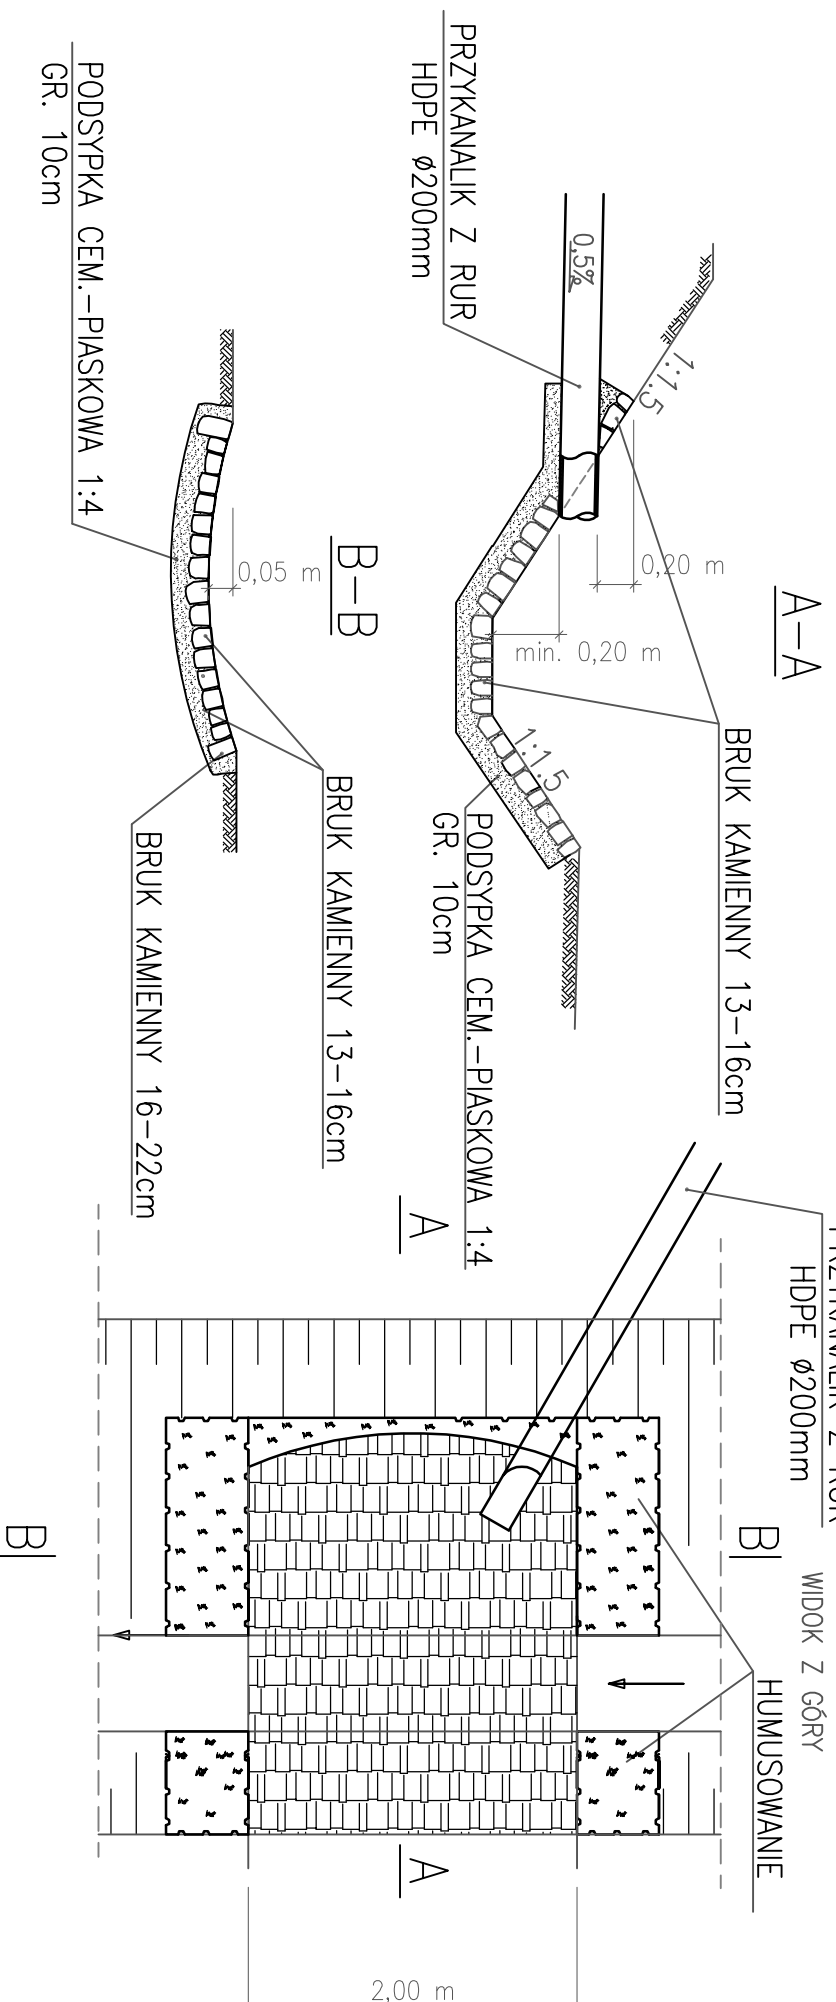 A-A
1:1.5
0,5%
0,20 m
min. 0,20 m
1:1.5
PRZYKANALIK Z RUR
HDPE Ø200mm
BRUK KAMIENNY 13-16cm
PODSYPKA CEM.-PIASKOWA 1:4
GR. 10cm
B-B
0,05 m
BRUK KAMIENNY 13-16cm
BRUK KAMIENNY 16-22cm
PODSYPKA CEM.-PIASKOWA 1:4
GR. 10cm
PRZYKANALIK Z RUR
HDPE Ø200mm
WIDOK Z GÓRY
HUMUSOWANIE
B
A
A
B
2,00 m